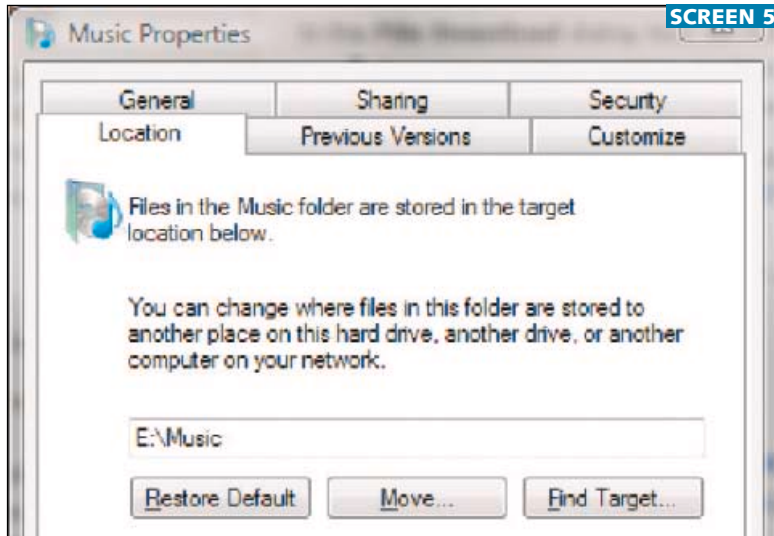 SCREEN 5
Music Properties
General
Sharing
Security
Location
Previous Versions
Customize
Files in the Music folder are stored in the target
location below.
You can change where files in this folder are stored to
another place on this hard drive, another drive, or another
computer on your network.
E:\Music
Restore Default
Move...
Find Target...